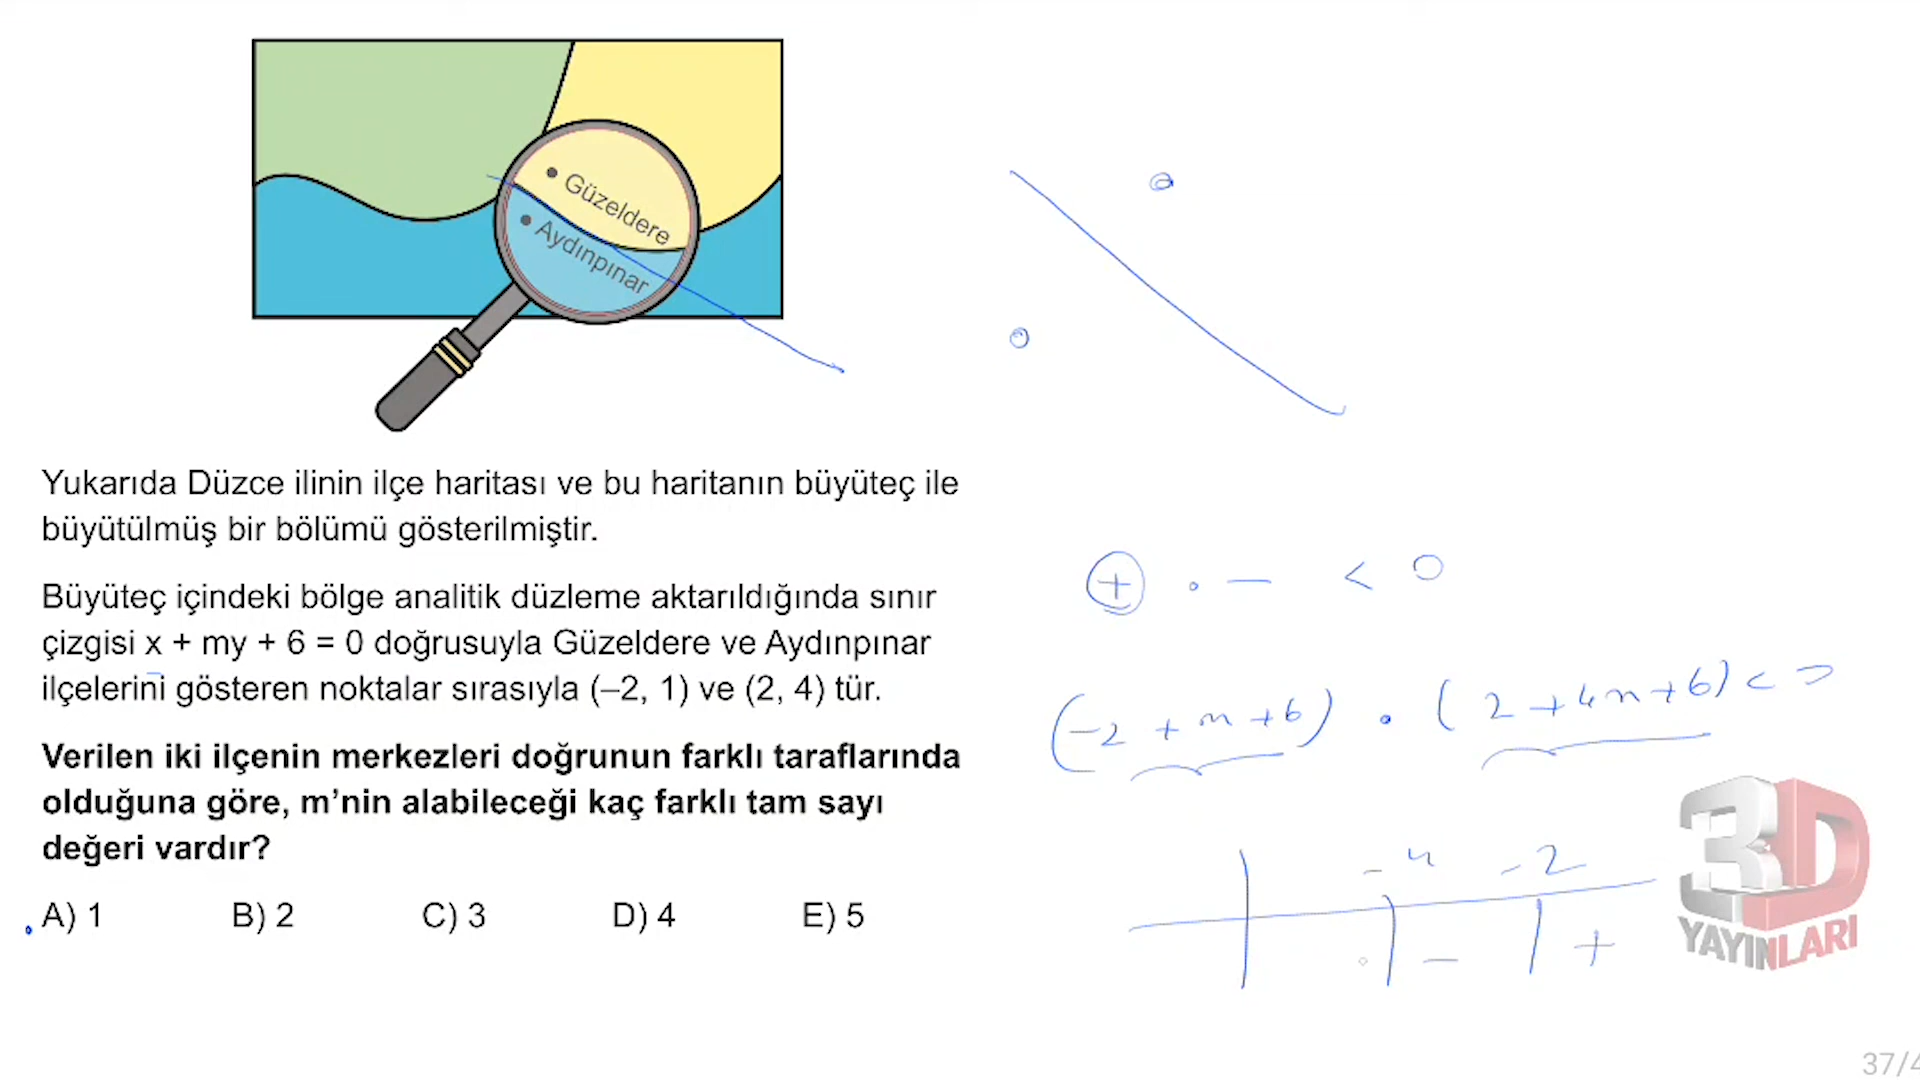 Güzeldere
Aydınpınar
Yukarıda Düzce ilinin ilçe haritası ve bu haritanın büyüteç ile
büyütülmüş bir bölümü gösterilmiştir.
Büyüteç içindeki bölge analitik düzleme aktarıldığında sınır
çizgisi x + my + 6 = 0 doğrusuyla Güzeldere ve Aydınpınar
ilçelerini gösteren noktalar sırasıyla (–2, 1) ve (2, 4) tür.
Verilen iki ilçenin merkezleri doğrunun farklı taraflarında
olduğuna göre, m’nin alabileceği kaç farklı tam sayı
değeri vardır?
A) 1 B) 2 C) 3 D) 4 E) 5
+ . – < 0
(-2 + m + 6) . (2 + 4m + 6) < 0
-4 -2
- +
3D
YAYINLARI
37/4